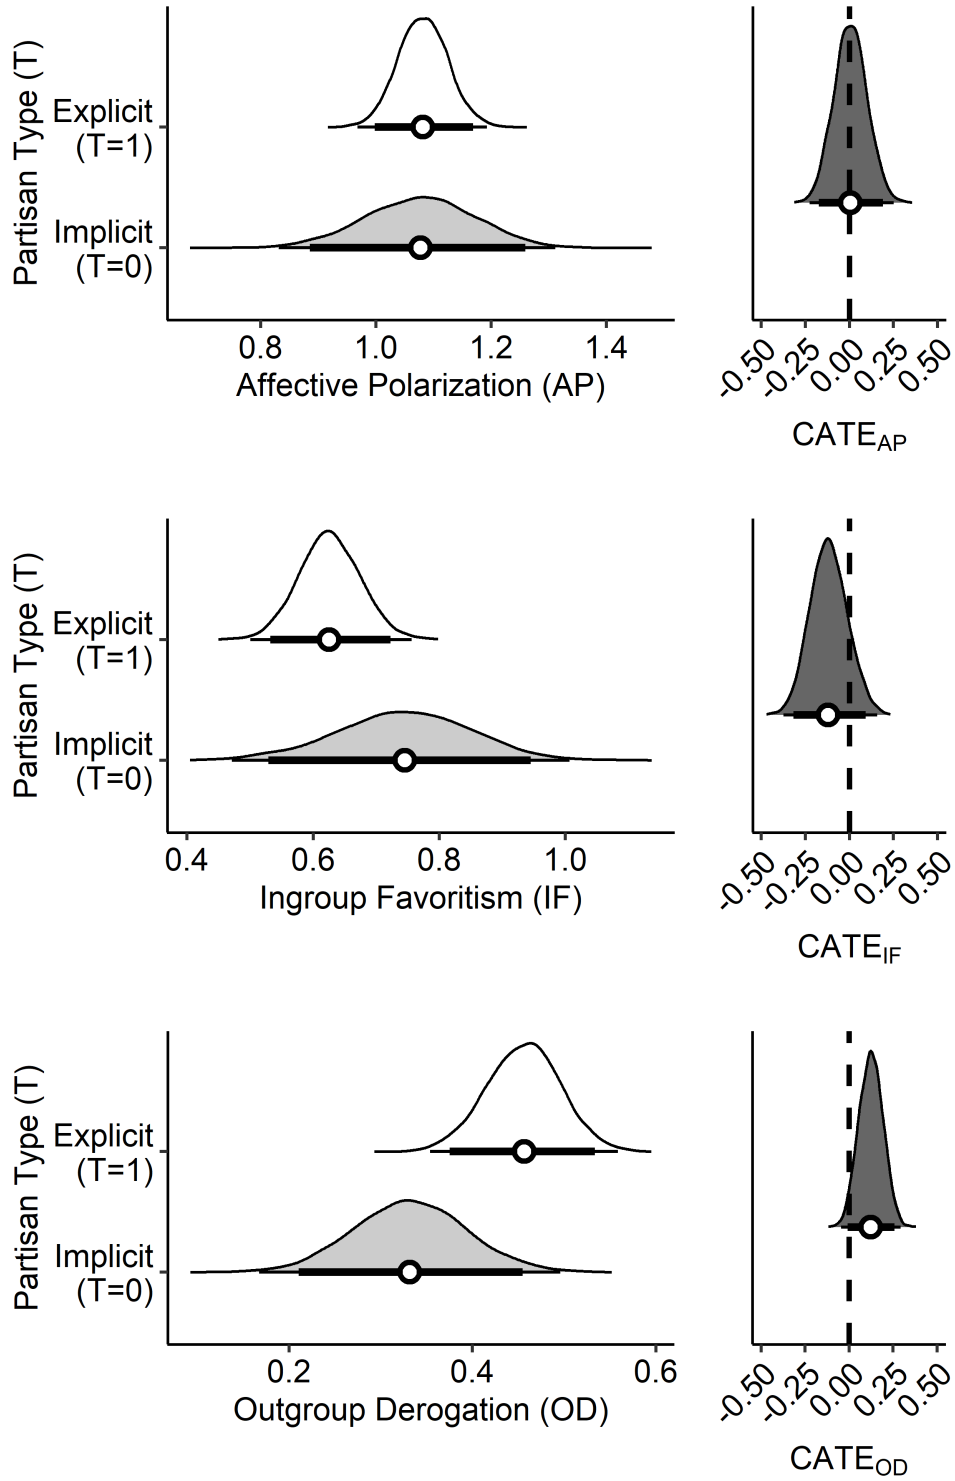 Partisan Type (T)
Explicit
(T=1)
Implicit
(T=0)
0.8 1.0 1.2 1.4
Affective Polarization (AP)
-0.50 -0.25 0.00 0.25 0.50
CATEAP
Partisan Type (T)
Explicit
(T=1)
Implicit
(T=0)
0.4 0.6 0.8 1.0
Ingroup Favoritism (IF)
-0.50 -0.25 0.00 0.25 0.50
CATEIF
Partisan Type (T)
Explicit
(T=1)
Implicit
(T=0)
0.2 0.4 0.6
Outgroup Derogation (OD)
-0.50 -0.25 0.00 0.25 0.50
CATEOD